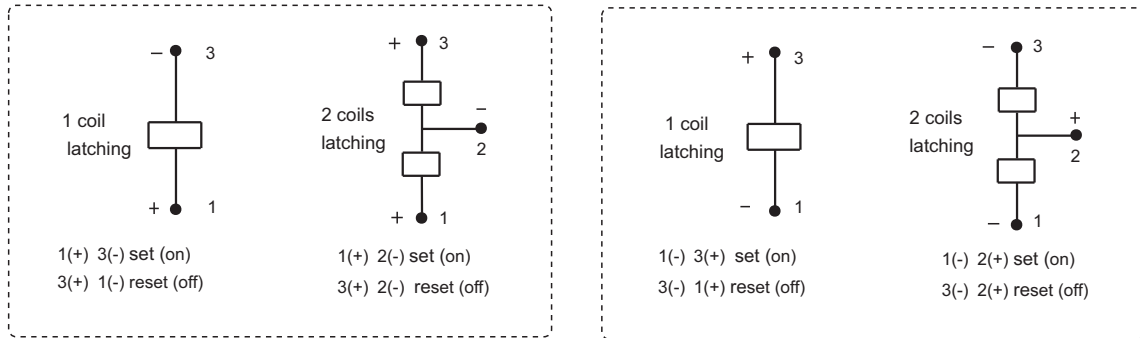 − 3
1 coil
latching
+ 1
1(+) 3(-) set (on)
3(+) 1(-) reset (off)
+ 3
2 coils
latching
−
2
+ 1
1(+) 2(-) set (on)
3(+) 2(-) reset (off)
+ 3
1 coil
latching
− 1
1(-) 3(+) set (on)
3(-) 1(+) reset (off)
− 3
2 coils
latching
+
2
− 1
1(-) 2(+) set (on)
3(-) 2(+) reset (off)